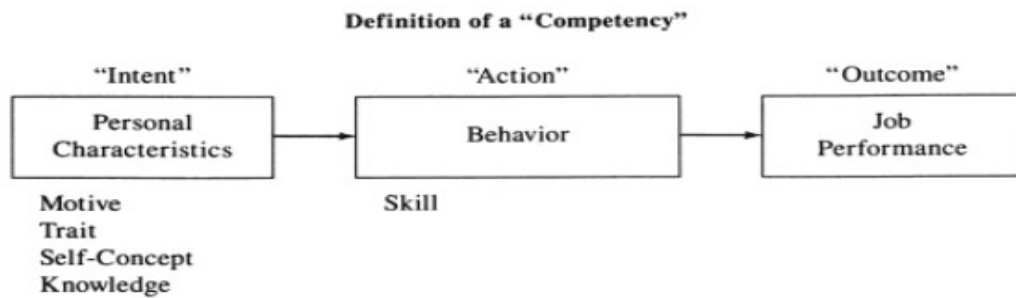 Definition of a “Competency”
“Intent”
“Action”
“Outcome”
Personal
Characteristics
Behavior
Job
Performance
Motive
Trait
Self-Concept
Knowledge
Skill